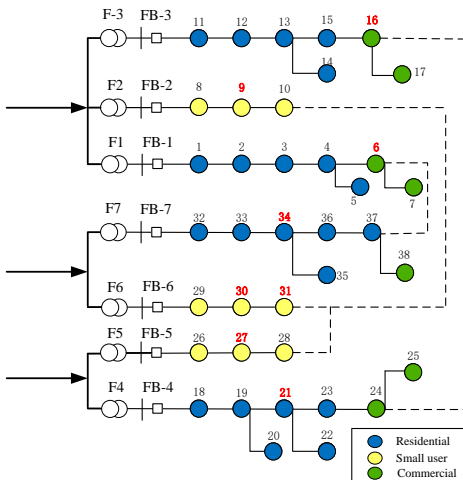 F-3 FB-3 11 12 13 15 16
14 17
F2 FB-2 8 9 10
F1 FB-1 1 2 3 4 6
5 7
F7 FB-7 32 33 34 36 37
35 38
F6 FB-6 29 30 31
F5 FB-5 26 27 28
25
F4 FB-4 18 19 21 23 24
20 22
Residential
Small user
Commercial